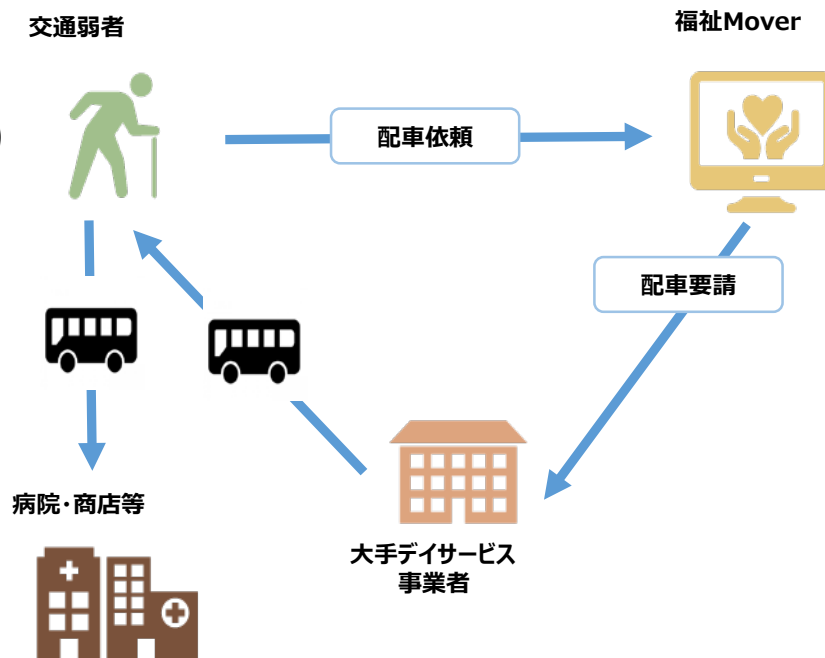 交通弱者
福祉Mover
配車依頼
配車要請
病院・商店等
大手デイサービス
事業者